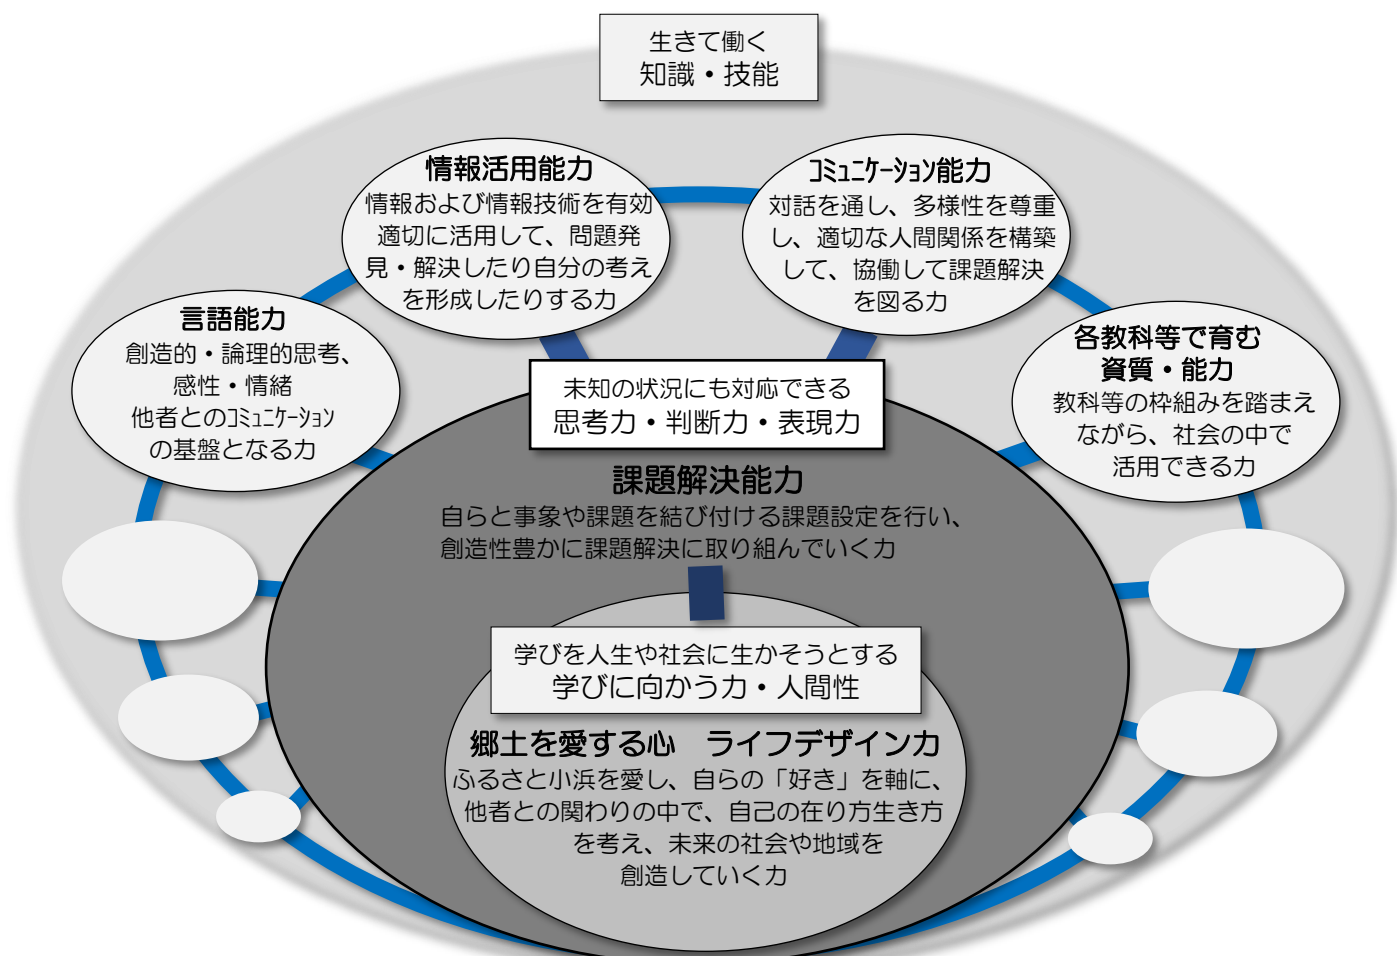 生きて働く
知識・技能
情報活用能力
情報および情報技術を有効
適切に活用して、問題発
見・解決したり自分の考え
を形成したりする力
コミュニケーション能力
対話を通し、多様性を尊重
し、適切な人間関係を構築
して、協働して課題解決
を図る力
言語能力
創造的・論理的思考、
感性・情緒
他者とのコミュニケーション
の基盤となる力
各教科等で育む
資質・能力
教科等の枠組みを踏まえ
ながら、社会の中で
活用できる力
未知の状況にも対応できる
思考力・判断力・表現力
課題解決能力
自らと事象や課題を結び付ける課題設定を行い、
創造性豊かに課題解決に取り組んでいく力
学びを人生や社会に生かそうとする
学びに向かう力・人間性
郷土を愛する心　ライフデザイン力
ふるさと小浜を愛し、自らの「好き」を軸に、
他者との関わりの中で、自己の在り方生き方
を考え、未来の社会や地域を
創造していく力